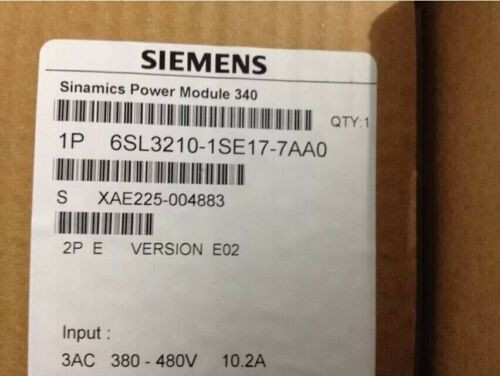 SIEMENS
Sinamics Power Module 340
QTY:1
1P 6SL3210-1SE17-7AA0
S XAE225-004883
2P E VERSION E02
Input :
3AC 380 - 480V 10.2A